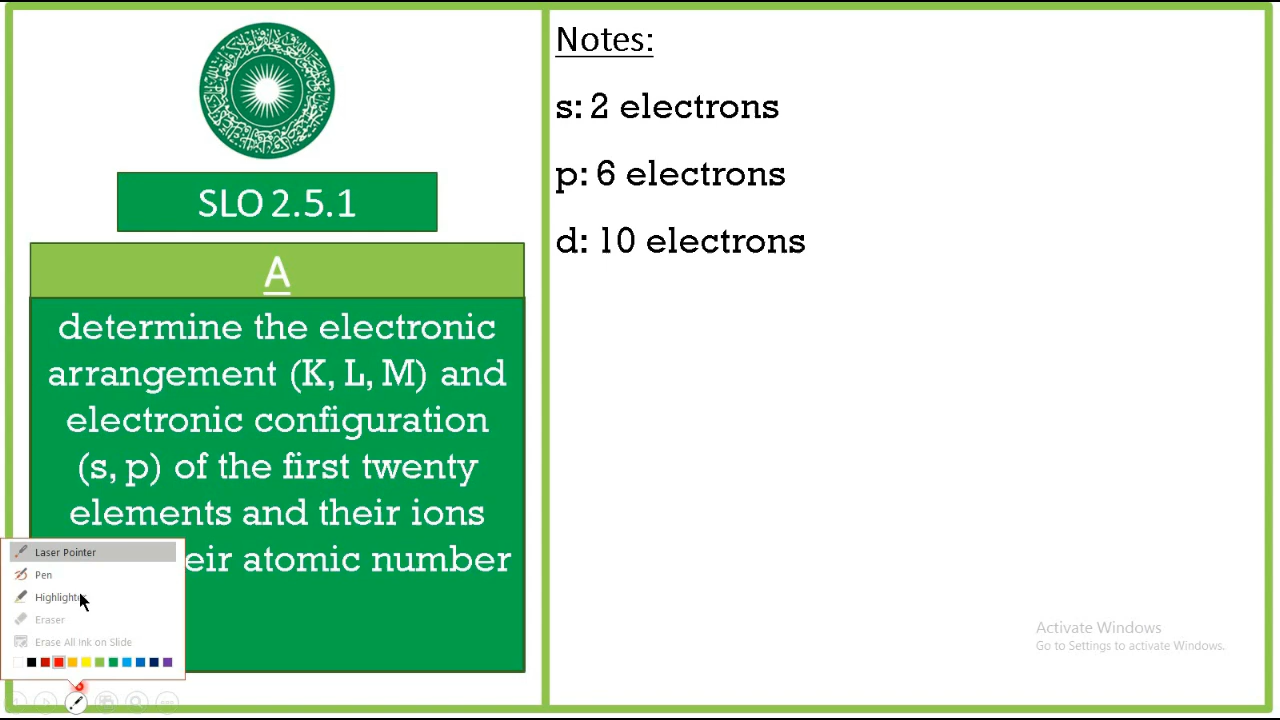 SLO 2.5.1
A
determine the electronic
arrangement (K, L, M) and
electronic configuration
(s, p) of the first twenty
elements and their ions
eir atomic number
Notes:
s: 2 electrons
p: 6 electrons
d: 10 electrons
Laser Pointer
Pen
Highlighter
Eraser
Erase All Ink on Slide
Activate Windows
Go to Settings to activate Windows.